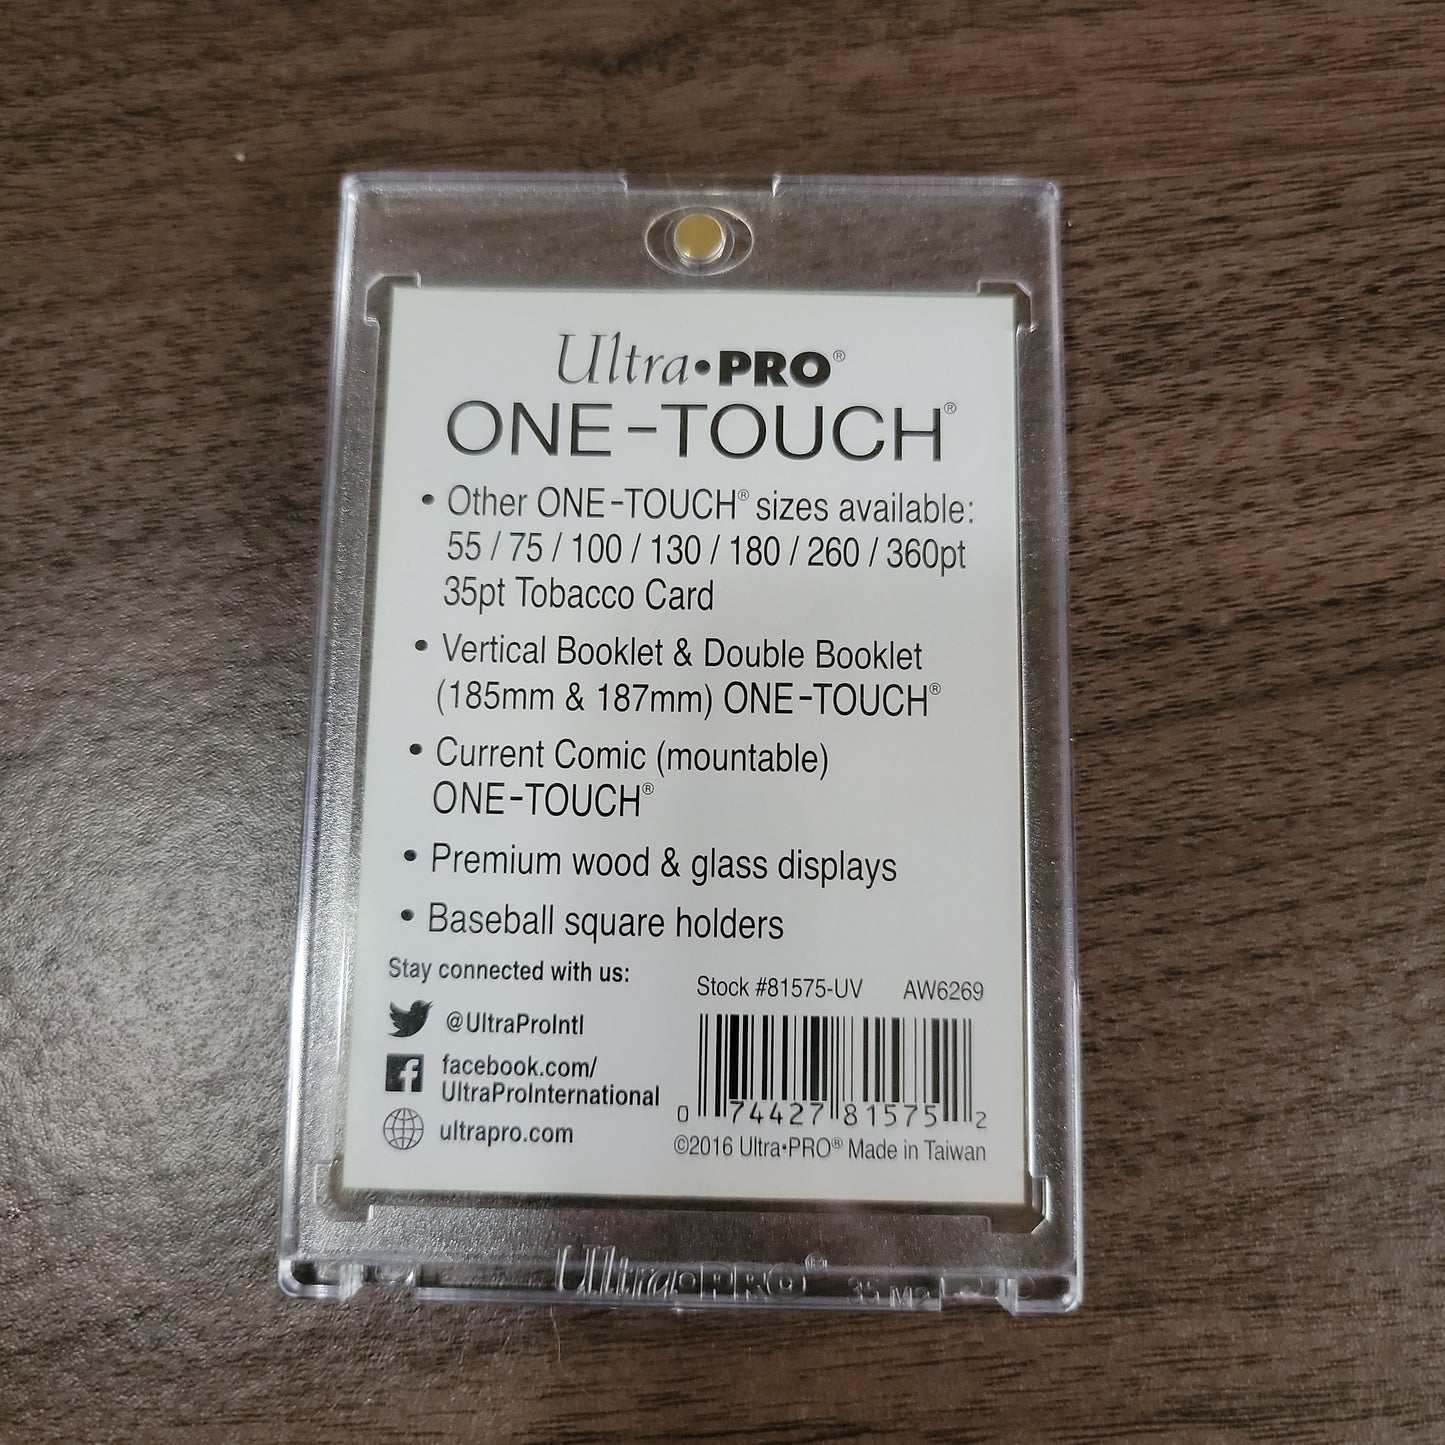 Ultra•PRO®
ONE-TOUCH®
• Other ONE-TOUCH® sizes available:
55 / 75 / 100 / 130 / 180 / 260 / 360pt
35pt Tobacco Card
• Vertical Booklet & Double Booklet
(185mm & 187mm) ONE-TOUCH®
• Current Comic (mountable)
ONE-TOUCH®
• Premium wood & glass displays
• Baseball square holders
Stay connected with us:
@UltraProIntl
facebook.com/
UltraProInternational
ultrapro.com
Stock #81575-UV AW6269
0 74427 81575 2
©2016 Ultra•PRO® Made in Taiwan
Ultra•PRO®